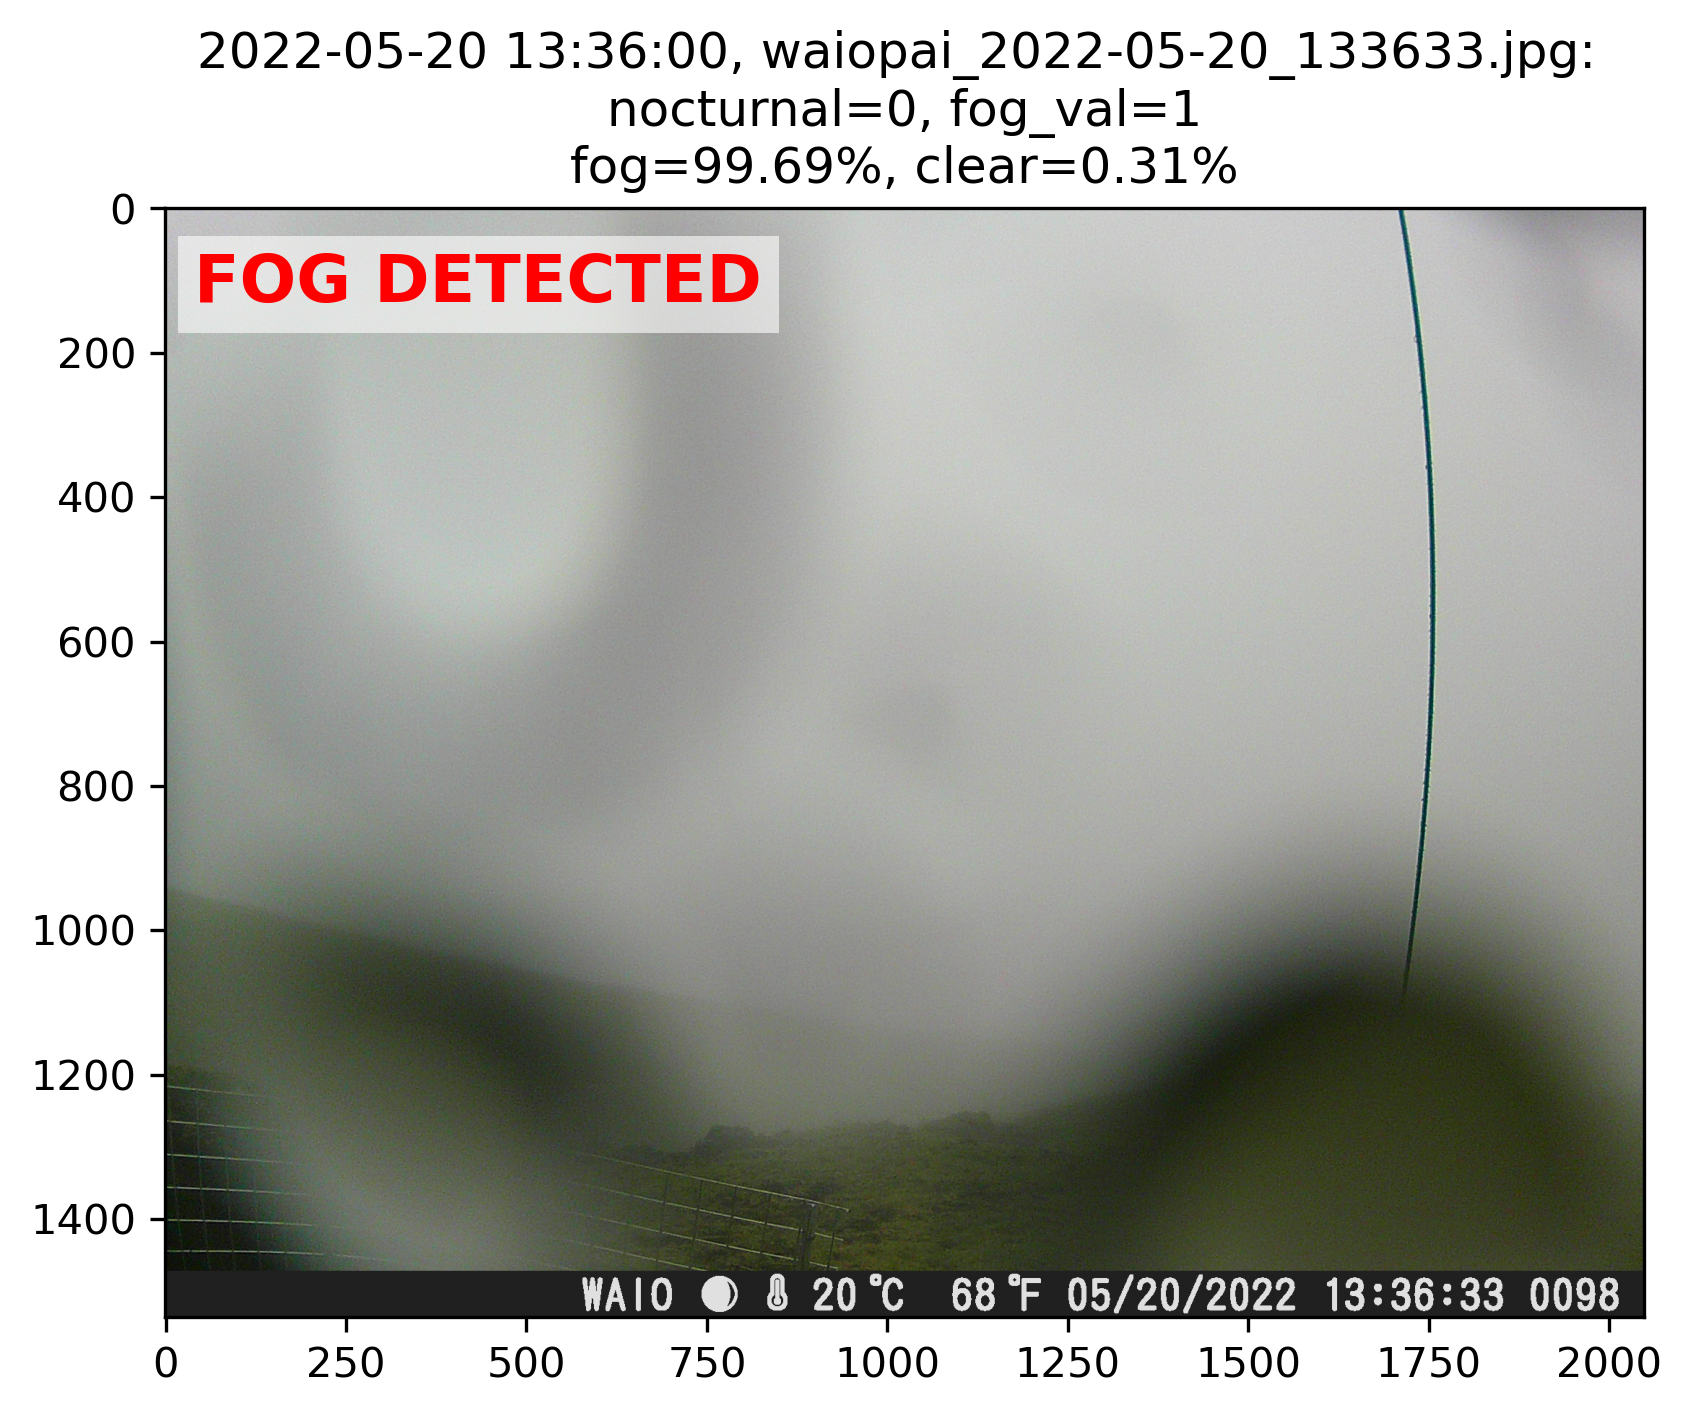 2022-05-20 13:36:00, waiopai_2022-05-20_133633.jpg:
nocturnal=0, fog_val=1
fog=99.69%, clear=0.31%
FOG DETECTED
0
200
400
600
800
1000
1200
1400
WAIO 20°C 68°F 05/20/2022 13:36:33 0098
0 250 500 750 1000 1250 1500 1750 2000